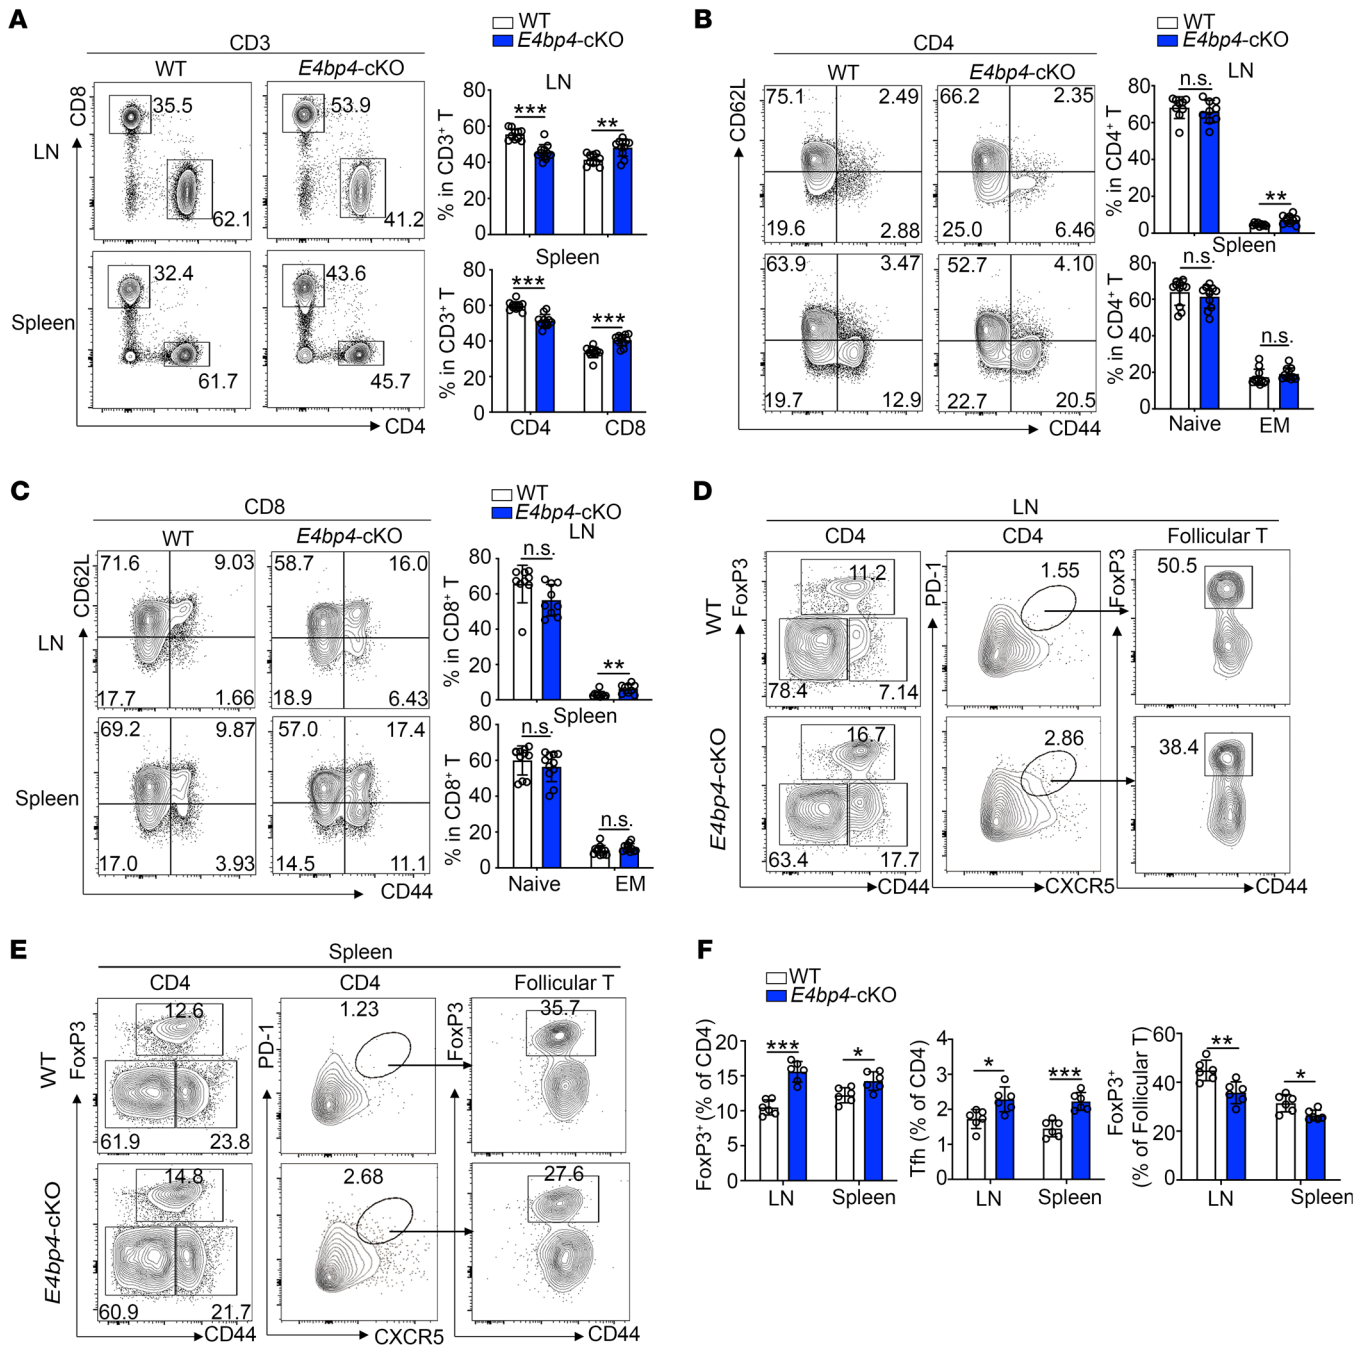 A
WT
E4bp4-cKO
CD3
WT
E4bp4-cKO
LN
CD8
35.5
53.9
LN
62.1
41.2
% in CD3+ T
80
60
40
20
0
***
**
Spleen
32.4
43.6
Spleen
61.7
45.7
% in CD3+ T
80
60
40
20
0
***
***
CD4
CD4
CD8
B
WT
E4bp4-cKO
CD4
WT
E4bp4-cKO
LN
CD62L
75.1
2.49
66.2
2.35
19.6
2.88
25.0
6.46
% in CD4+ T
80
60
40
20
0
n.s.
**
Spleen
63.9
3.47
52.7
4.10
19.7
12.9
22.7
20.5
CD44
% in CD4+ T
80
60
40
20
0
n.s.
n.s.
Naive
EM
C
WT
E4bp4-cKO
CD8
WT
E4bp4-cKO
LN
CD62L
71.6
9.03
58.7
16.0
LN
17.7
1.66
18.9
6.43
% in CD8+ T
80
60
40
20
0
n.s.
**
Spleen
69.2
9.87
57.0
17.4
Spleen
17.0
3.93
14.5
11.1
CD44
% in CD8+ T
80
60
40
20
0
n.s.
n.s.
Naive
EM
D
LN
CD4
CD4
Follicular T
WT
FoxP3
11.2
78.4
7.14
PD-1
1.55
FoxP3
50.5
E4bp4-cKO
16.7
63.4
17.7
2.86
38.4
CD44
CXCR5
CD44
E
Spleen
CD4
CD4
Follicular T
WT
FoxP3
12.6
61.9
23.8
PD-1
1.23
FoxP3
35.7
E4bp4-cKO
14.8
60.9
21.7
2.68
27.6
CD44
CXCR5
CD44
F
WT
E4bp4-cKO
FoxP3+ (% of CD4)
20
15
10
5
0
***
*
LN
Spleen
Tfh (% of CD4)
4
3
2
1
0
*
***
LN
Spleen
FoxP3+
(% of Follicular T)
60
40
20
0
**
*
LN
Spleen